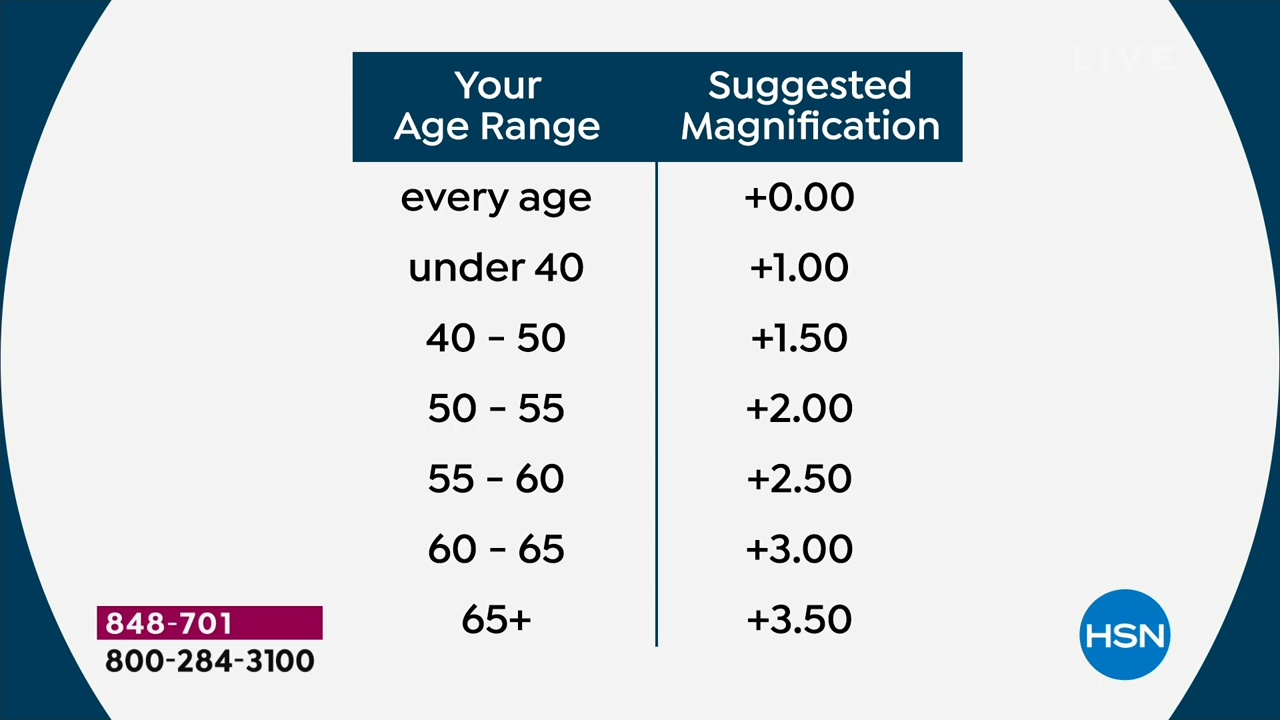 LIVE
Your
Age Range
Suggested
Magnification
every age +0.00
under 40 +1.00
40 - 50 +1.50
50 - 55 +2.00
55 - 60 +2.50
60 - 65 +3.00
65+ +3.50
848-701
800-284-3100
HSN